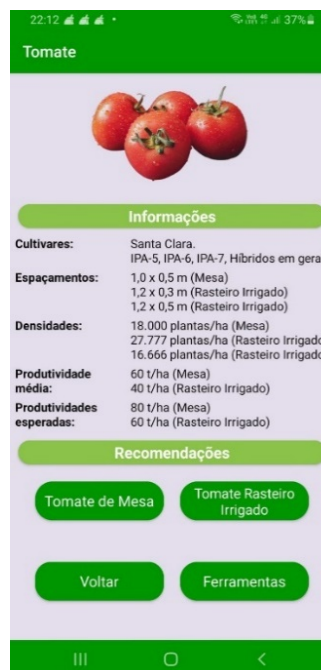 22:12 37%
Tomate
Informações
Cultivares: Santa Clara.
IPA-5, IPA-6, IPA-7, Híbridos em gera
Espaçamentos: 1,0 x 0,5 m (Mesa)
1,2 x 0,3 m (Rasteiro Irrigado)
1,2 x 0,5 m (Rasteiro Irrigado)
Densidades: 18.000 plantas/ha (Mesa)
27.777 plantas/ha (Rasteiro Irrigado
16.666 plantas/ha (Rasteiro Irrigado
Produtividade média: 60 t/ha (Mesa)
40 t/ha (Rasteiro Irrigado)
Produtividades esperadas: 80 t/ha (Mesa)
60 t/ha (Rasteiro Irrigado)
Recomendações
Tomate de Mesa
Tomate Rasteiro
Irrigado
Voltar
Ferramentas